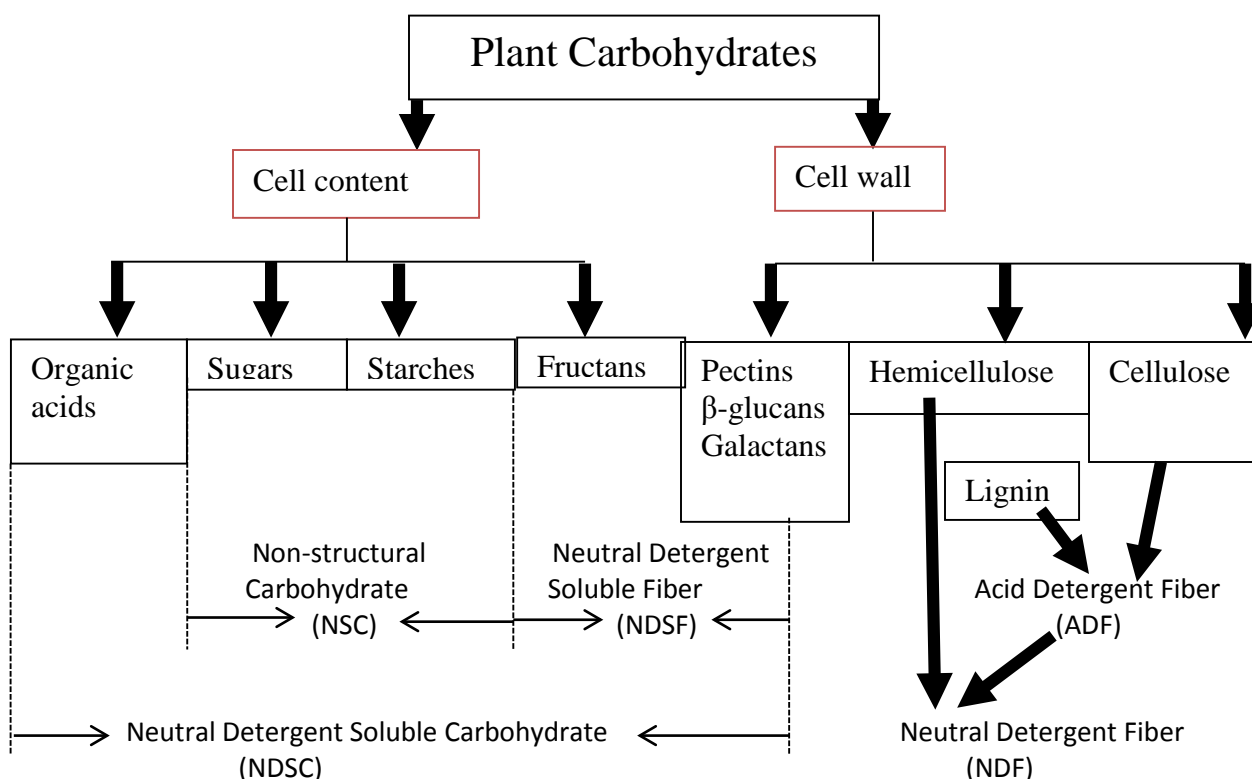 Plant Carbohydrates
Cell content
Cell wall
Organic
acids
Sugars
Starches
Fructans
Pectins
β-glucans
Galactans
Hemicellulose
Cellulose
Lignin
Non-structural
Carbohydrate
(NSC)
Neutral Detergent
Soluble Fiber
(NDSF)
Acid Detergent Fiber
(ADF)
Neutral Detergent Soluble Carbohydrate
(NDSC)
Neutral Detergent Fiber
(NDF)